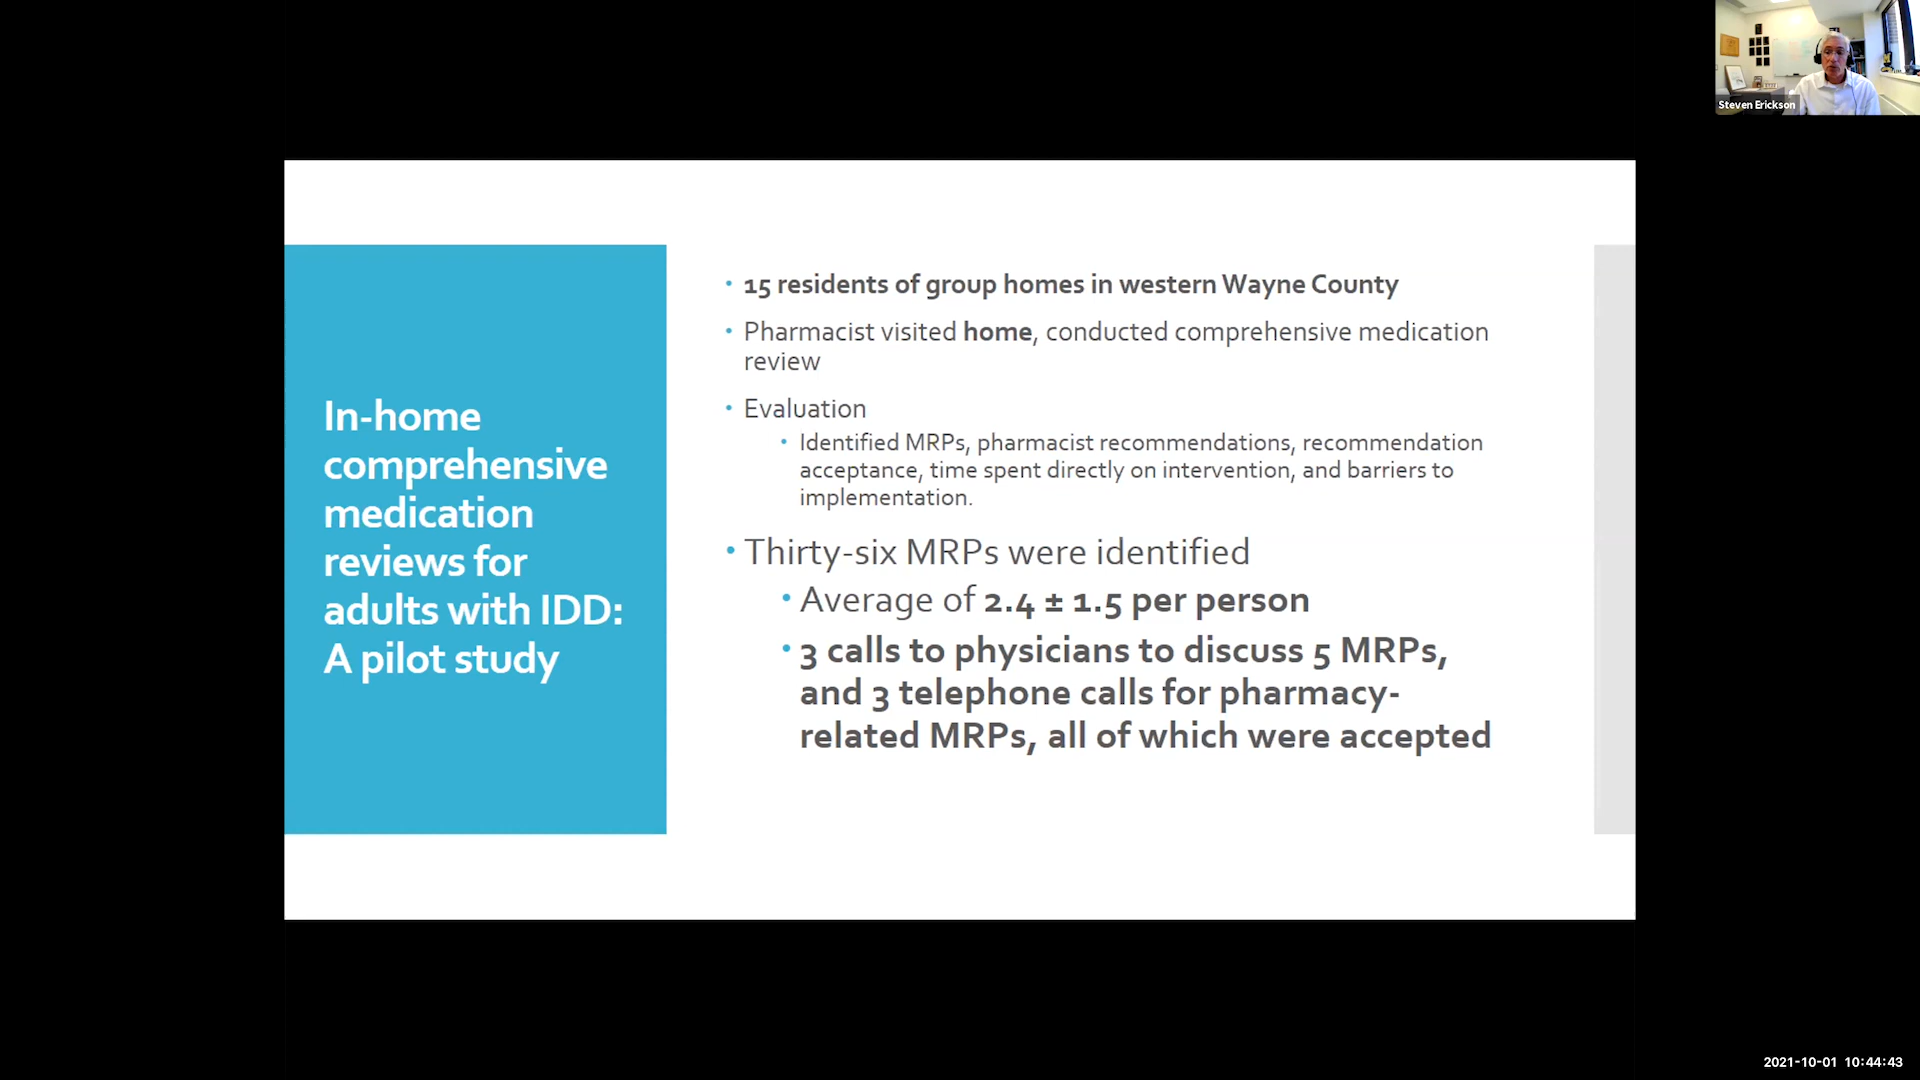 Steven Erickson
In-home
comprehensive
medication
reviews for
adults with IDD:
A pilot study
• 15 residents of group homes in western Wayne County
• Pharmacist visited home, conducted comprehensive medication
review
• Evaluation
• Identified MRPs, pharmacist recommendations, recommendation
acceptance, time spent directly on intervention, and barriers to
implementation.
• Thirty-six MRPs were identified
• Average of 2.4 ± 1.5 per person
• 3 calls to physicians to discuss 5 MRPs,
and 3 telephone calls for pharmacy-
related MRPs, all of which were accepted
2021-10-01 10:44:43